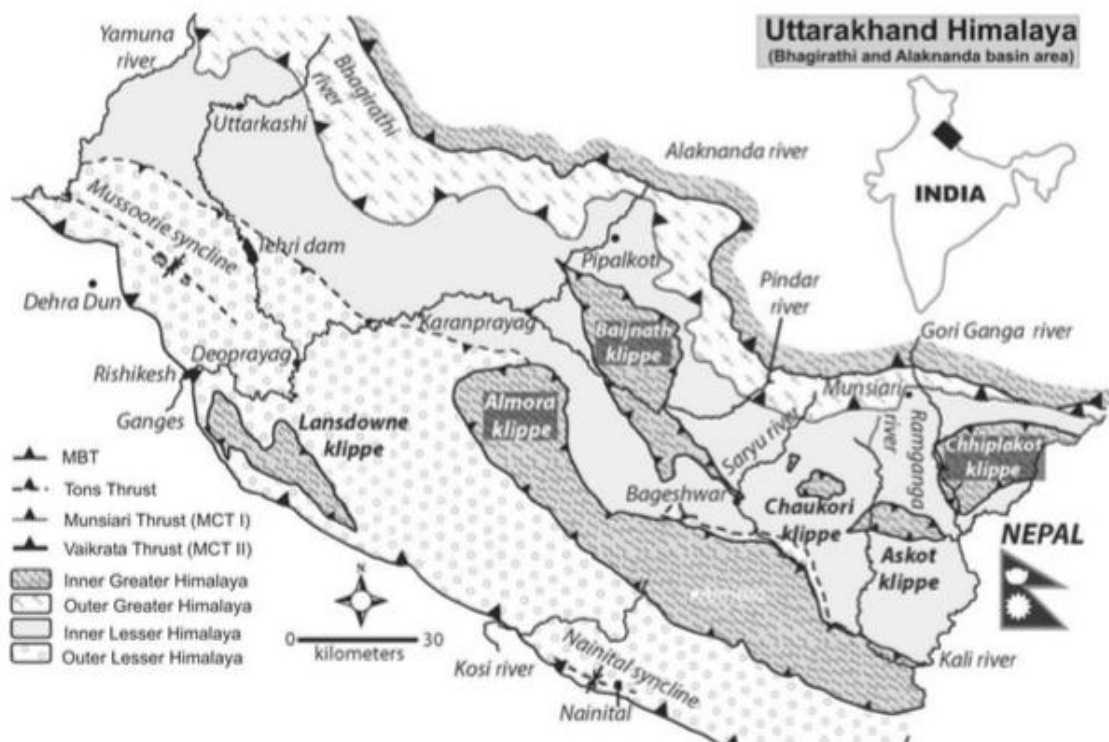 Uttarakhand Himalaya
(Bhagirathi and Alaknanda basin area)
Yamuna
river
Bhagirathi
river
Uttarkashi
Alaknanda river
INDIA
Mussoorie syncline
Tehri dam
Pipalkoti
Pindar
river
Dehra Dun
Karanprayag
Baijnath
klippe
Gori Ganga river
Deoprayag
Rishikesh
Munsiari
Ganges
Lansdowne
klippe
Almora
klippe
Saryu river
Ramganga
river
Chhiplakot
klippe
Bageshwar
Chaukori
klippe
Askot
klippe
NEPAL
MBT
Tons Thrust
Munsiari Thrust (MCT I)
Vaikrata Thrust (MCT II)
Inner Greater Himalaya
Outer Greater Himalaya
Inner Lesser Himalaya
Outer Lesser Himalaya
N
0 30
kilometers
Kosi river
Nainital syncline
Nainital
Kali river